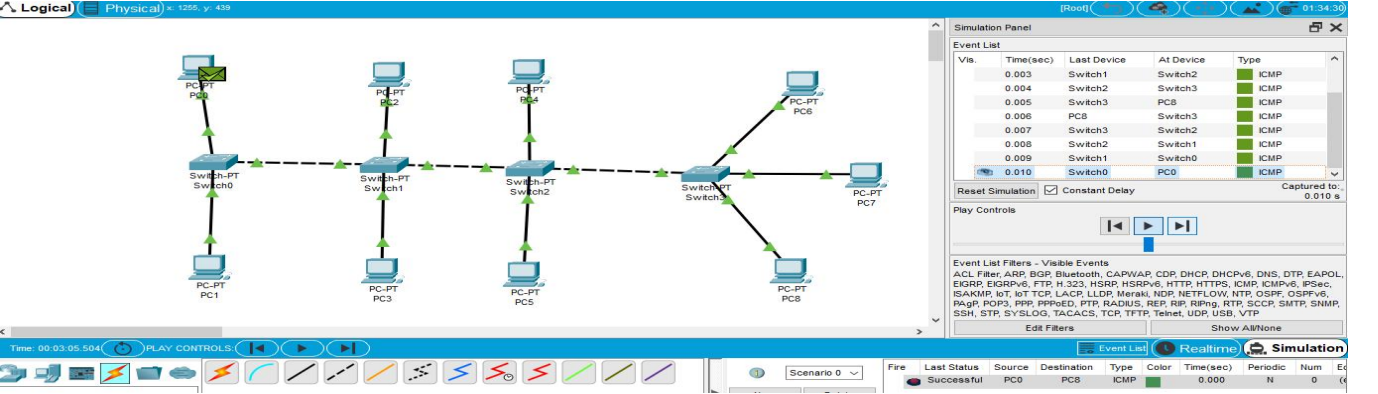 Logical Physical x: 1255, y: 439 [Root] 01:34:30
Simulation Panel
Event List
Vis. Time(sec) Last Device At Device Type
0.003 Switch1 Switch2 ICMP
0.004 Switch2 Switch3 ICMP
0.005 Switch3 PC8 ICMP
0.006 PC8 Switch3 ICMP
0.007 Switch3 Switch2 ICMP
0.008 Switch2 Switch1 ICMP
0.009 Switch1 Switch0 ICMP
0.010 Switch0 PC0 ICMP
Reset Simulation Constant Delay Captured to:
0.010 s
Play Controls
Event List Filters - Visible Events
ACL Filter, ARP, BGP, Bluetooth, CAPWAP, CDP, DHCP, DHCPv6, DNS, DTP, EAPOL,
EIGRP, EIGRPv6, FTP, H.323, HSRP, HSRPv6, HTTP, HTTPS, ICMP, ICMPv6, IPSec,
ISAKMP, IoT, IoT TCP, LACP, LLDP, Meraki, NDP, NETFLOW, NTP, OSPF, OSPFv6,
PAgP, POP3, PPP, PPPoED, PTP, RADIUS, REP, RIP, RIPng, RTP, SCCP, SMTP, SNMP,
SSH, STP, SYSLOG, TACACS, TCP, TFTP, Telnet, UDP, USB, VTP
Edit Filters Show All/None
PC-PT
PC0
PC-PT
PC2
PC-PT
PC4
PC-PT
PC6
Switch-PT
Switch0
Switch-PT
Switch1
Switch-PT
Switch2
Switch-PT
Switch3
PC-PT
PC7
PC-PT
PC1
PC-PT
PC3
PC-PT
PC5
PC-PT
PC8
Time: 00:03:05.504 PLAY CONTROLS: Event List Realtime Simulation
Scenario 0
Fire Last Status Source Destination Type Color Time(sec) Periodic Num
Successful PC0 PC8 ICMP 0.000 N 0